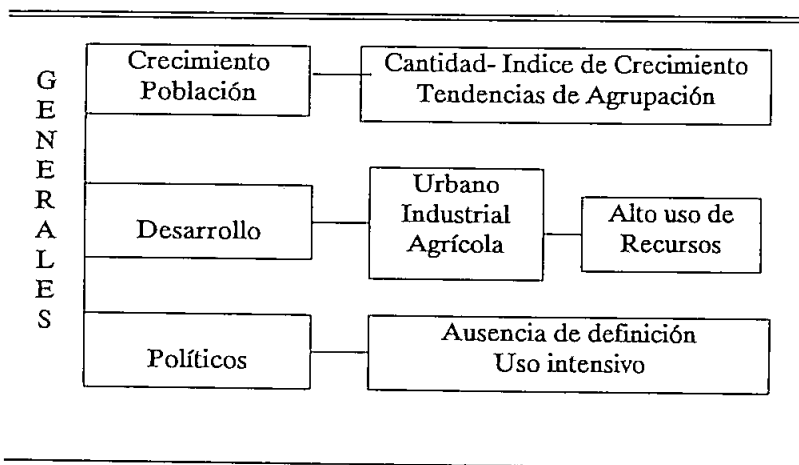 GENERALES
Crecimiento
Población
Cantidad- Indice de Crecimiento
Tendencias de Agrupación
Desarrollo
Urbano
Industrial
Agrícola
Alto uso de
Recursos
Políticos
Ausencia de definición
Uso intensivo